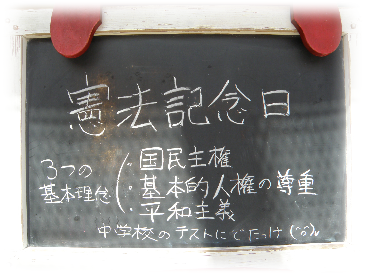 憲法記念日
3つの基本理念
・国民主権
・基本的人権の尊重
・平和主義
中学校のテストにでたっけ